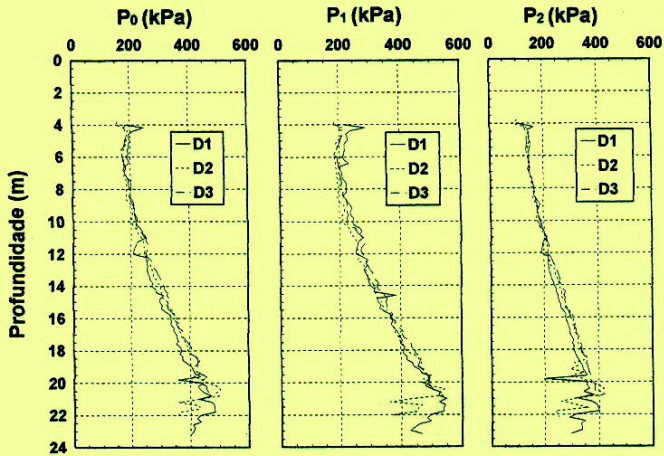 P₀ (kPa) P₁ (kPa) P₂ (kPa)
0 200 400 600 0 200 400 600 0 200 400 600
0
2
4
6
8
10
12
14
16
18
20
22
24
Profundidade (m)
D1
D2
D3
D1
D2
D3
D1
D2
D3